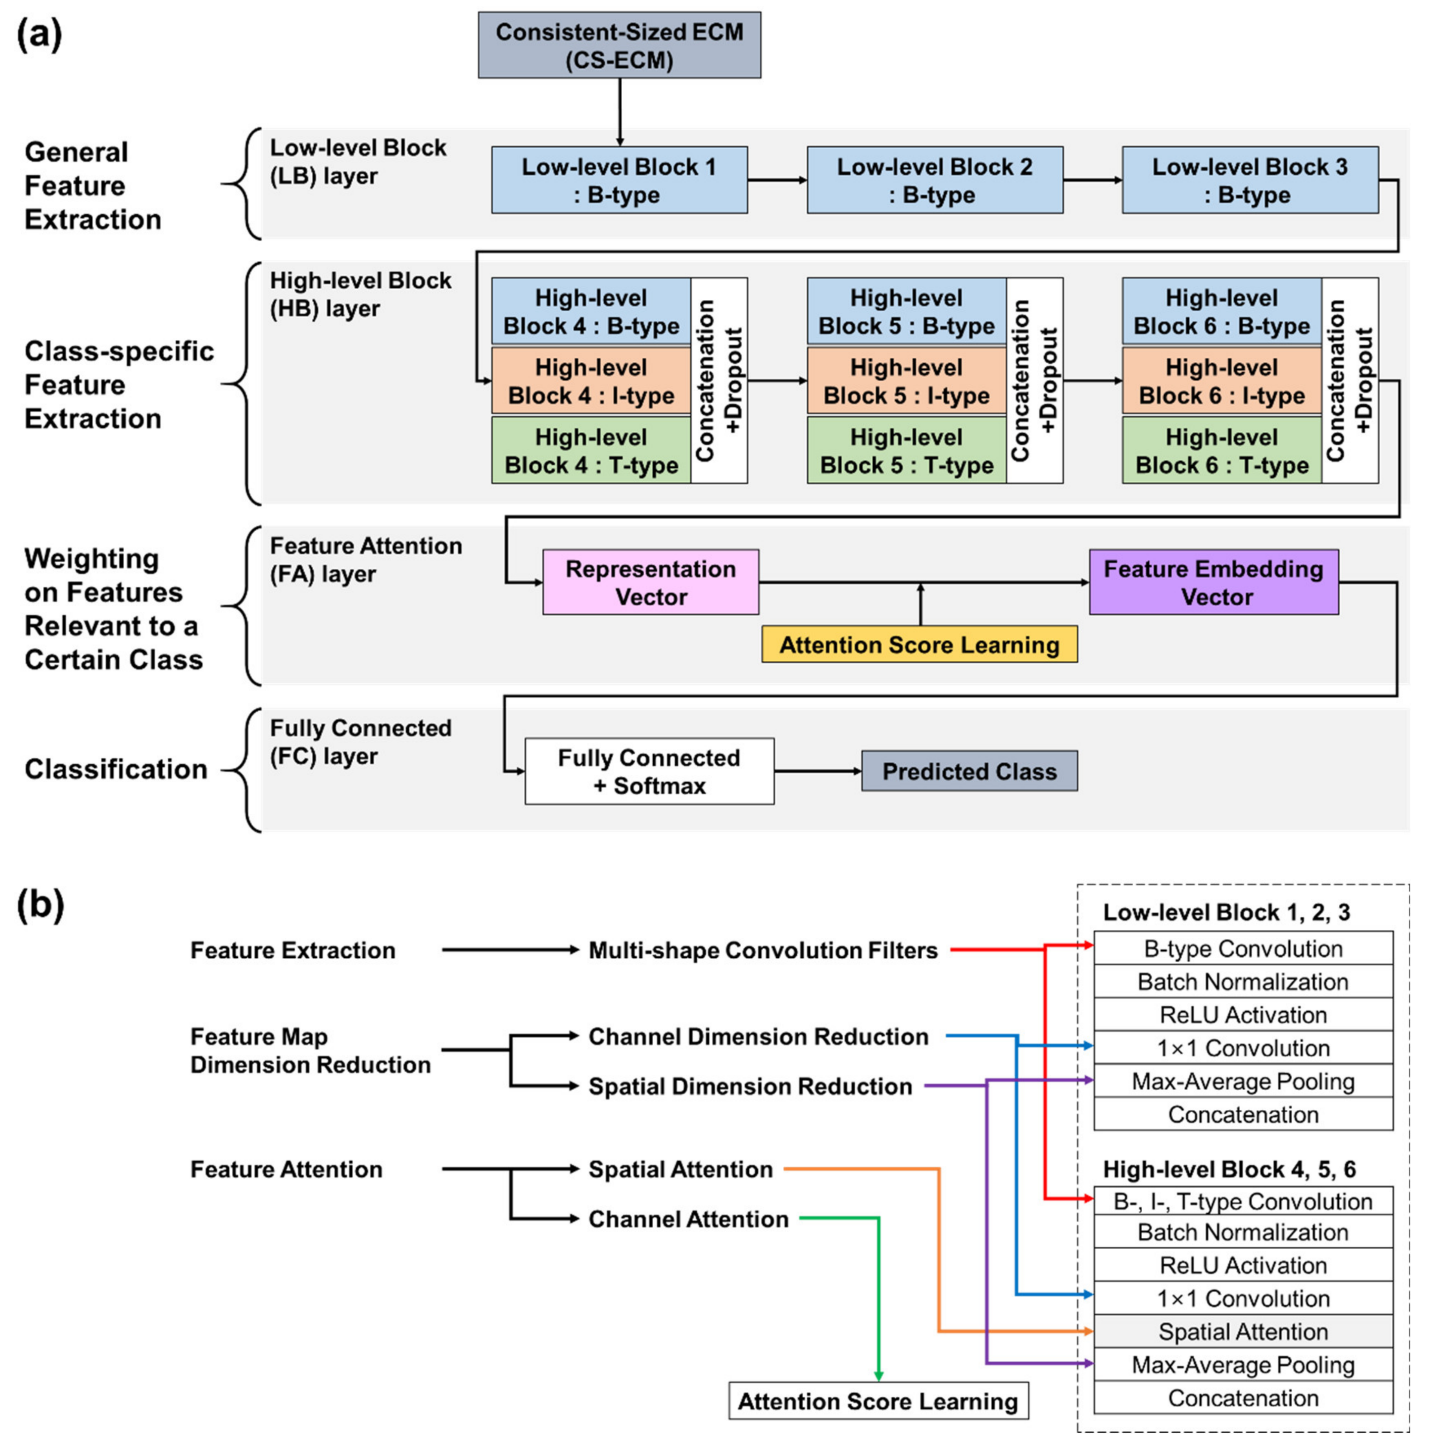 (a)
Consistent-Sized ECM
(CS-ECM)
General
Feature
Extraction
Low-level Block
(LB) layer
Low-level Block 1
: B-type
Low-level Block 2
: B-type
Low-level Block 3
: B-type
Class-specific
Feature
Extraction
High-level Block
(HB) layer
High-level
Block 4 : B-type
High-level
Block 4 : I-type
High-level
Block 4 : T-type
Concatenation
+Dropout
High-level
Block 5 : B-type
High-level
Block 5 : I-type
High-level
Block 5 : T-type
Concatenation
+Dropout
High-level
Block 6 : B-type
High-level
Block 6 : I-type
High-level
Block 6 : T-type
Concatenation
+Dropout
Weighting
on Features
Relevant to a
Certain Class
Feature Attention
(FA) layer
Representation
Vector
Attention Score Learning
Feature Embedding
Vector
Classification
Fully Connected
(FC) layer
Fully Connected
+ Softmax
Predicted Class
(b)
Feature Extraction
Multi-shape Convolution Filters
Feature Map
Dimension Reduction
Channel Dimension Reduction
Spatial Dimension Reduction
Feature Attention
Spatial Attention
Channel Attention
Attention Score Learning
Low-level Block 1, 2, 3
B-type Convolution
Batch Normalization
ReLU Activation
1×1 Convolution
Max-Average Pooling
Concatenation
High-level Block 4, 5, 6
B-, I-, T-type Convolution
Batch Normalization
ReLU Activation
1×1 Convolution
Spatial Attention
Max-Average Pooling
Concatenation